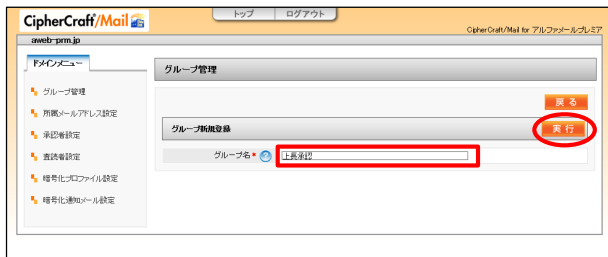 CipherCraft/Mail
トップ ログアウト
CipherCraft/Mail for アルファメールプレミア
aweb-prm.jp
ドメインメニュー
グループ管理
所属メールアドレス設定
承認者設定
査読者設定
暗号化プロファイル設定
暗号化通知メール設定
グループ管理
戻る
グループ新規登録
実行
グループ名*
上長承認